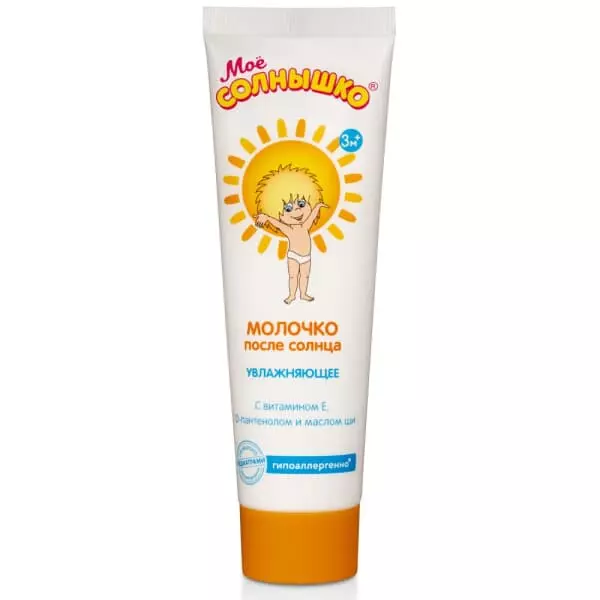 Моё
СОЛНЫШКО®
3м+
МОЛОЧКО
после солнца
УВЛАЖНЯЮЩЕЕ
С витамином Е,
D-пантенолом и маслом ши
гипоаллергенно*